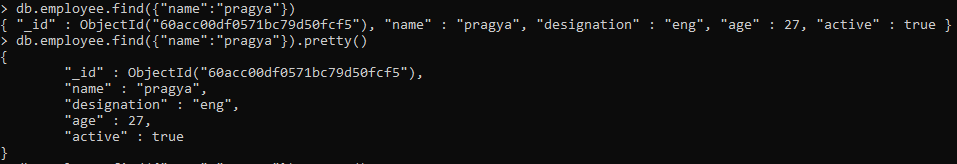 > db.employee.find({"name":"pragya"})
{ "_id" : ObjectId("60acc00df0571bc79d50fcf5"), "name" : "pragya", "designation" : "eng", "age" : 27, "active" : true }
> db.employee.find({"name":"pragya"}).pretty()
{
        "_id" : ObjectId("60acc00df0571bc79d50fcf5"),
        "name" : "pragya",
        "designation" : "eng",
        "age" : 27,
        "active" : true
}